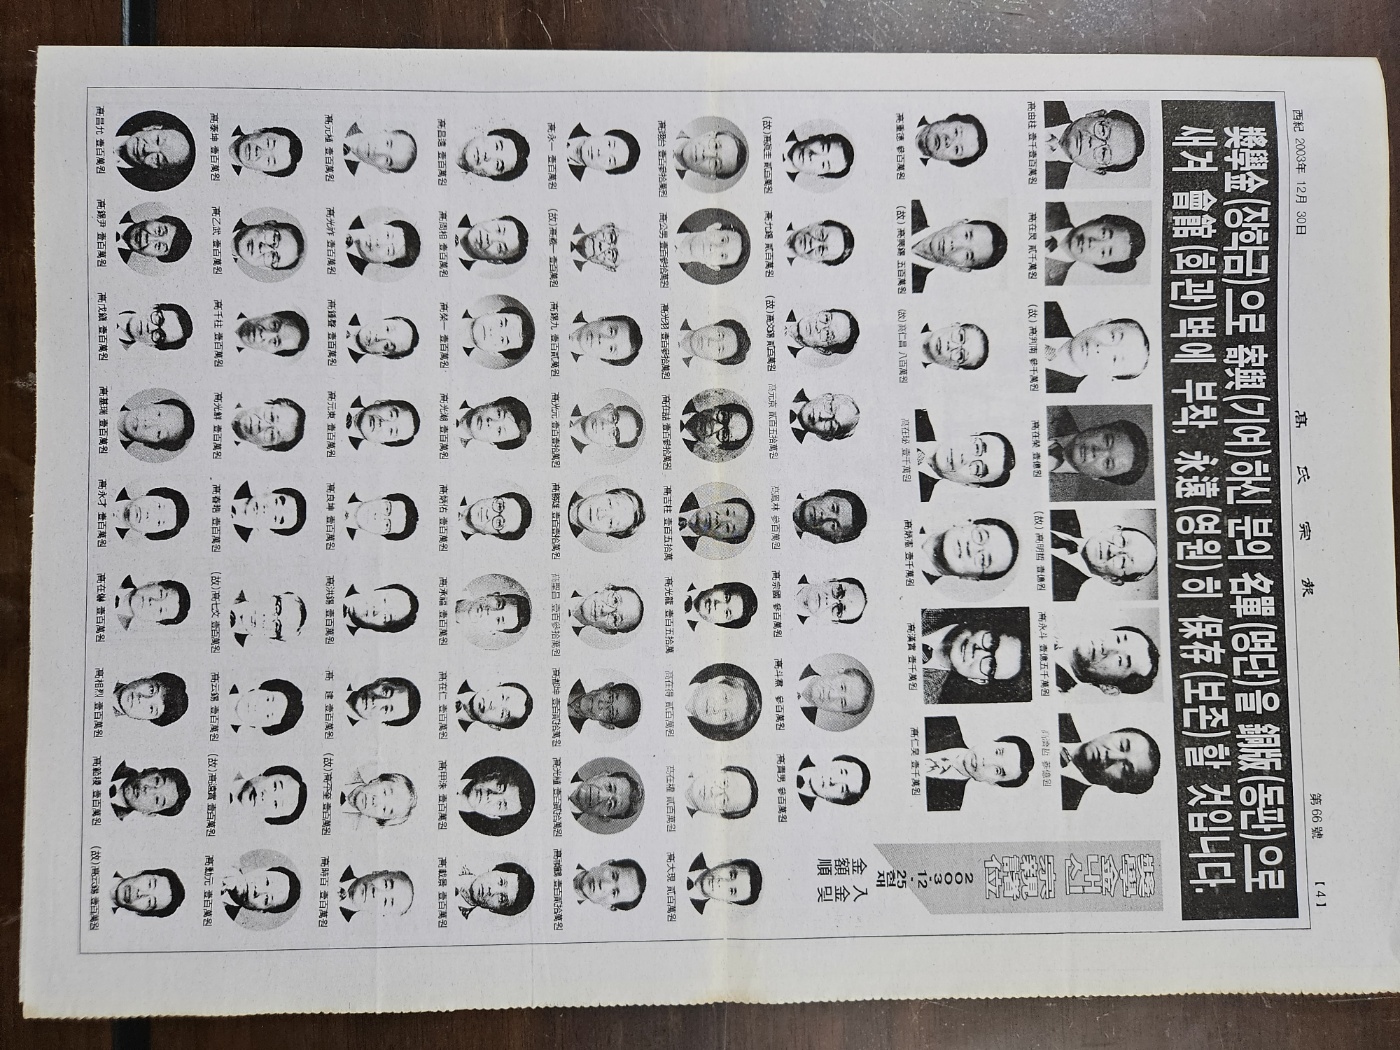 西紀 2003年 12月 30日
高氏宗報
第66號
【4】
獎學金(장학금)으로 寄與(기여)하신 분의 名單(명단)을 銅版(동판)으로
새겨 會館(회관)벽에 부착, 永遠(영원)히 保存(보존)할 것입니다.
獎學金내신 宗親諸位
2003·12·25현재
入金및
金額順
高由柱 壹千壹百萬원
高在炅 貳千萬원
(故)高判南 參千萬원
高在榮 壹億원
(故)高明哲 壹億원
高永斗 壹億五千萬원
高濟哲 參億원
高重德 參百萬원
(故)高興錫 五百萬원
(故)高仁昌 八百萬원
高在珌 壹千萬원
高炳憲 壹千萬원
高漢實 壹千萬원
高仁昊 壹千萬원
(故)高眞圭 貳百萬원
高允錫 貳百萬원
(故)高文錫 貳百萬원
高元京 貳百五拾萬원
高鳳林 參百萬원
高宗國 參百萬원
高斗勲 參百萬원
高貴男 參百萬원
高翊台 壹百參拾萬원
高公男 壹百參拾萬원
高光羽 壹百參拾萬원
高在喆 壹百參拾萬원
高吉柱 壹百五拾萬
高光龍 壹百五拾萬
高在得 貳百萬원
高在權 貳百萬원
高大現 貳百萬원
高永一 壹百萬원
(故)高義一 壹百萬원
高錫九 壹百貳萬원
高光元 壹百壹拾萬원
高勝雄 壹百壹拾萬원
高聖昌 壹百參拾萬원
高都坤 壹百貳拾萬원
高光植 壹百貳拾萬원
高禎鶴 壹百貳拾萬원
高昌遠 壹百萬원
高周相 壹百萬원
高榮一 壹百萬원
高光潮 壹百萬원
高炳佑 壹百萬원
高承福 壹百萬원
高在仁 壹百萬원
高甲洙 壹百萬원
高載景 壹百萬원
高元植 壹百萬원
高光祚 壹百萬원
高鍾聲 壹百萬원
高元東 壹百萬원
高良坤 壹百萬원
高洪錫 壹百萬원
高 建 壹百萬원
(故)高平奎 壹百萬원
高時百 壹百萬원
高泰坤 壹百萬원
高乙武 壹百萬원
高千柱 壹百萬원
高光鮮 壹百萬원
高春晧 壹百萬원
(故)高七文 壹百萬원
高云錫 壹百萬원
(故)高遠實 壹百萬원
高勳元 壹百萬원
高昌允 壹百萬원
高錫尹 壹百萬원
高茂鎭 壹百萬원
高基瑞 壹百萬원
高永才 壹百萬원
高在 壹百萬원
高相烈 壹百萬원
高範稷 壹百萬원
(故)高云錫 壹百萬원